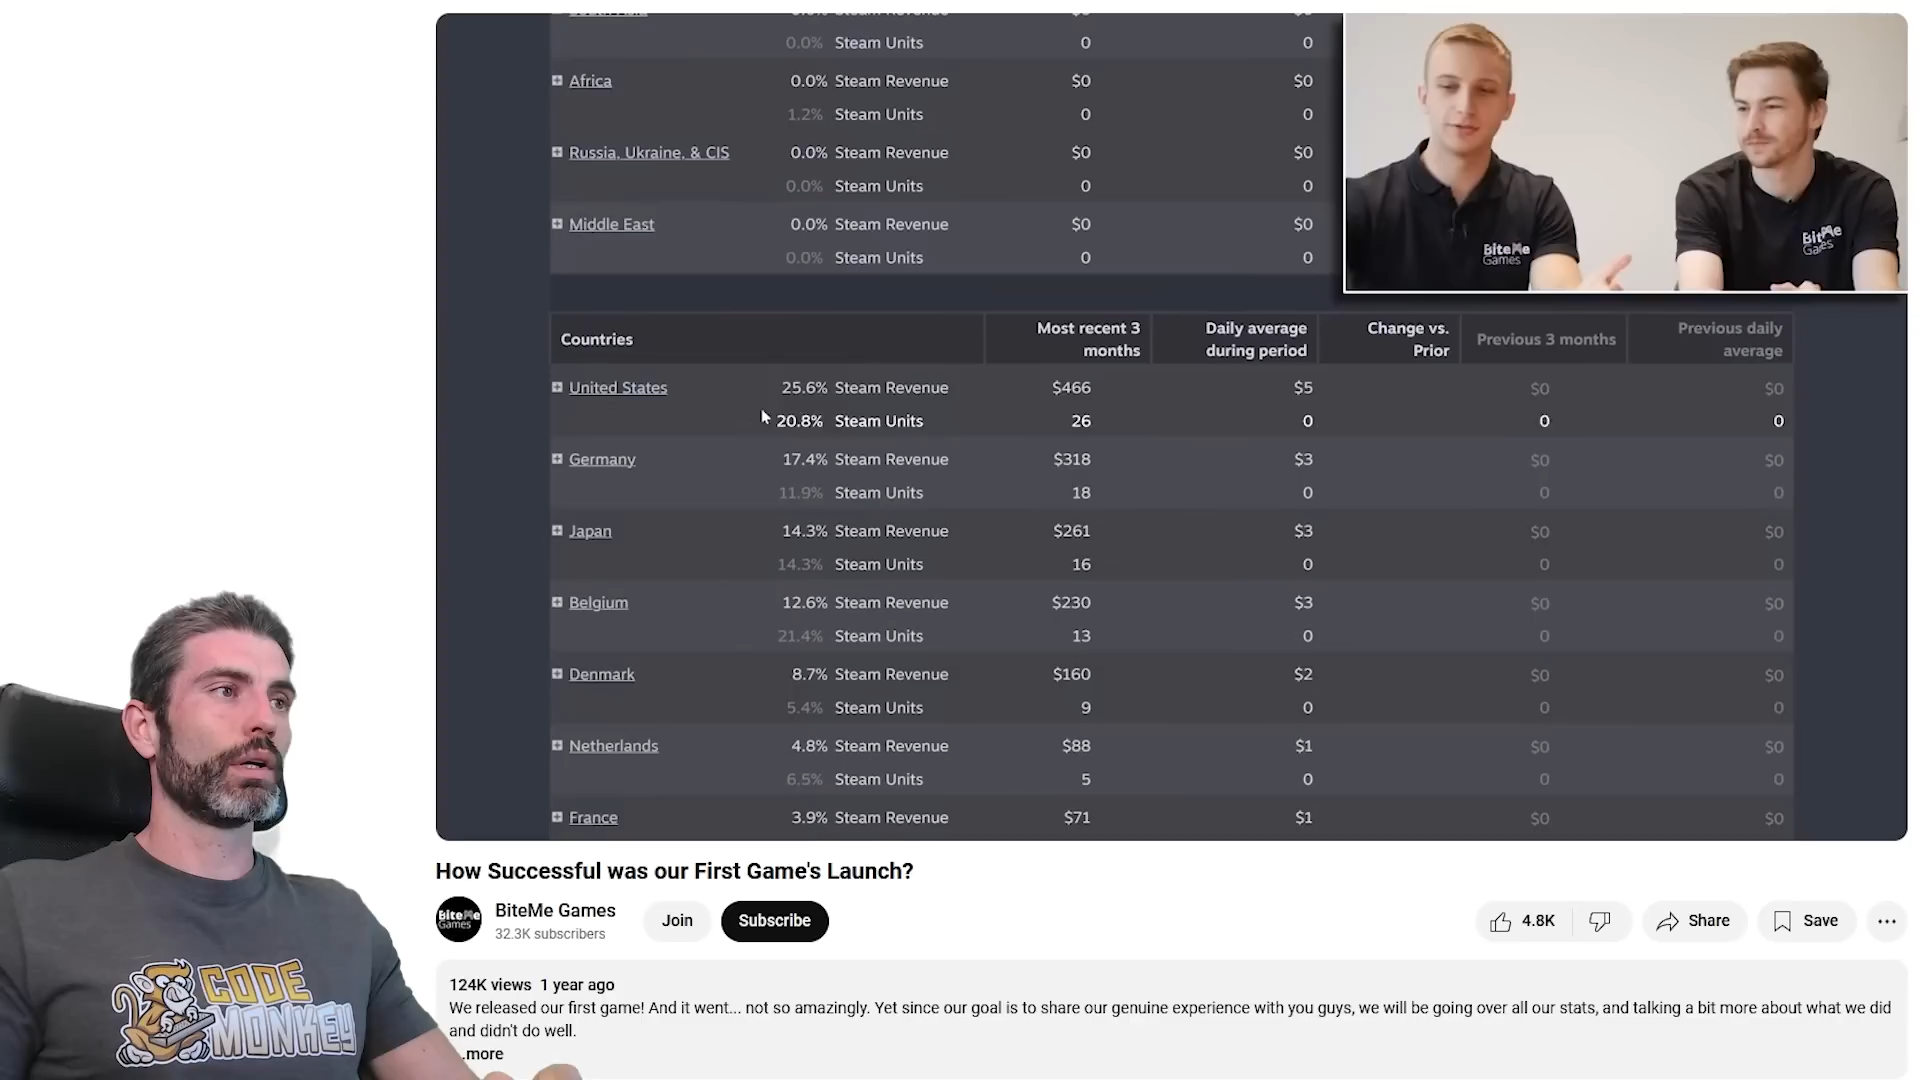 South Asia 0.0% Steam Revenue $0 $0
0.0% Steam Units 0 0
Africa 0.0% Steam Revenue $0 $0
1.2% Steam Units 0 0
Russia, Ukraine, & CIS 0.0% Steam Revenue $0 $0
0.0% Steam Units 0 0
Middle East 0.0% Steam Revenue $0 $0
0.0% Steam Units 0 0
BiteMe
Games
BiteMe
Games
Countries Most recent 3 months Daily average during period Change vs. Prior Previous 3 months Previous daily average
United States 25.6% Steam Revenue $466 $5 $0 $0
20.8% Steam Units 26 0 0 0
Germany 17.4% Steam Revenue $318 $3 $0 $0
11.9% Steam Units 18 0 0 0
Japan 14.3% Steam Revenue $261 $3 $0 $0
14.3% Steam Units 16 0 0 0
Belgium 12.6% Steam Revenue $230 $3 $0 $0
21.4% Steam Units 13 0 0 0
Denmark 8.7% Steam Revenue $160 $2 $0 $0
5.4% Steam Units 9 0 0 0
Netherlands 4.8% Steam Revenue $88 $1 $0 $0
6.5% Steam Units 5 0 0 0
France 3.9% Steam Revenue $71 $1 $0 $0
How Successful was our First Game's Launch?
BiteMe
Games
BiteMe Games
32.3K subscribers
Join
Subscribe
4.8K
Share
Save
124K views 1 year ago
We released our first game! And it went... not so amazingly. Yet since our goal is to share our genuine experience with you guys, we will be going over all our stats, and talking a bit more about what we did
and didn't do well.
...more
CODE
MONKEY